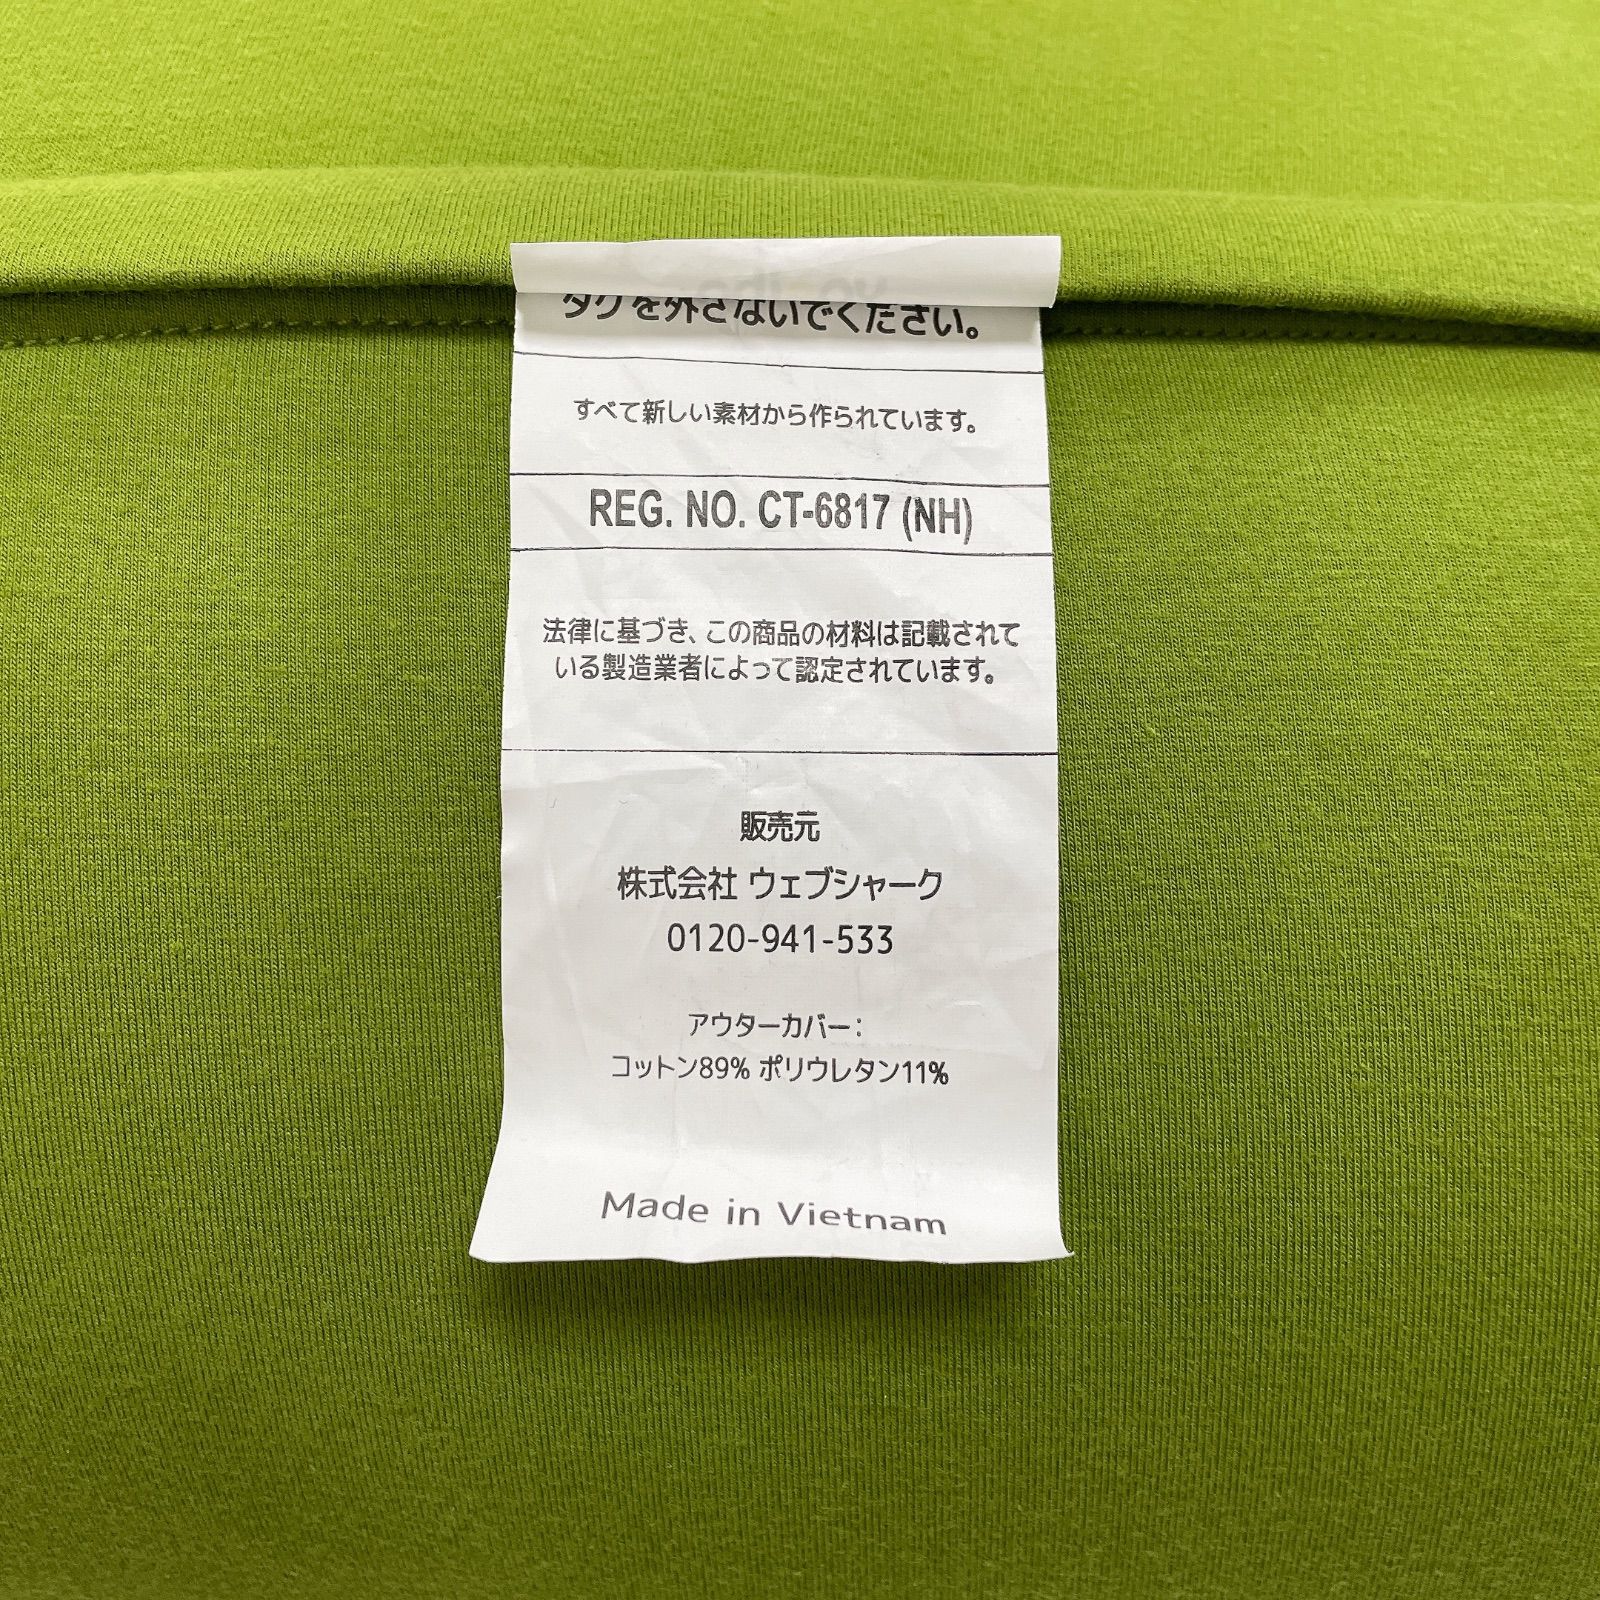 タグを外さないでください。
すべて新しい素材から作られています。
REG. NO. CT-6817 (NH)
法律に基づき、この商品の材料は記載されて
いる製造業者によって認定されています。
販売元
株式会社 ウェブシャーク
0120-941-533
アウターカバー:
コットン89% ポリウレタン11%
Made in Vietnam